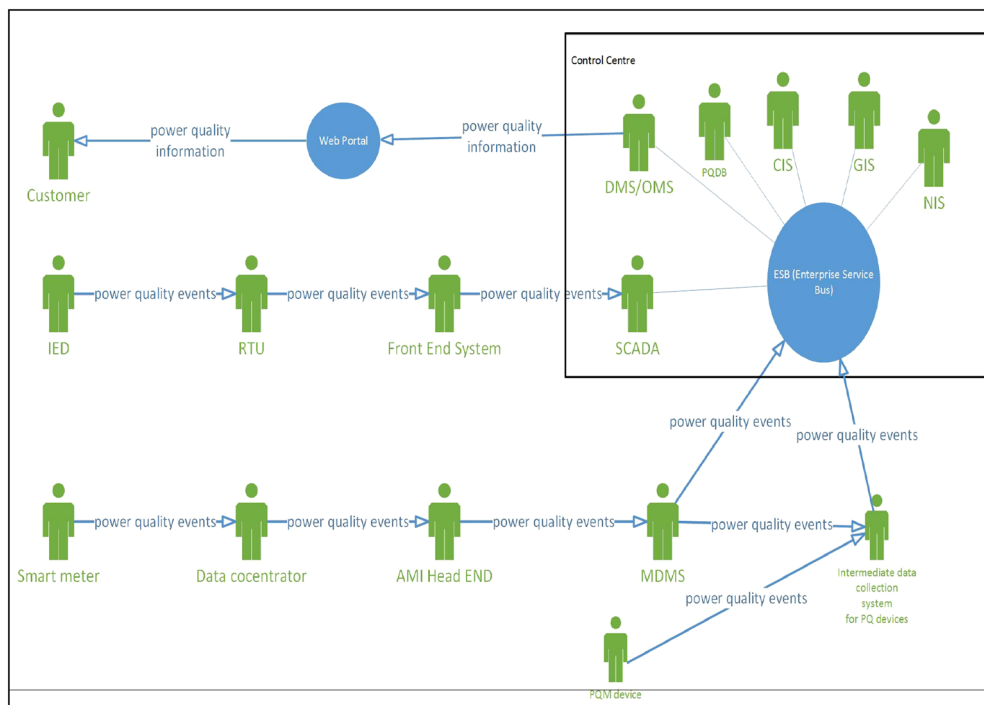 Control Centre
power quality
information
Web Portal
power quality
information
Customer
DMS/OMS
PQDB
CIS
GIS
NIS
ESB (Enterprise Service
Bus)
power quality events
power quality events
power quality events
IED
RTU
Front End System
SCADA
power quality events
power quality events
power quality events
power quality events
power quality events
power quality events
Smart meter
Data cocentrator
AMI Head END
MDMS
Intermediate data
collection
system
for PQ devices
power quality events
PQM device